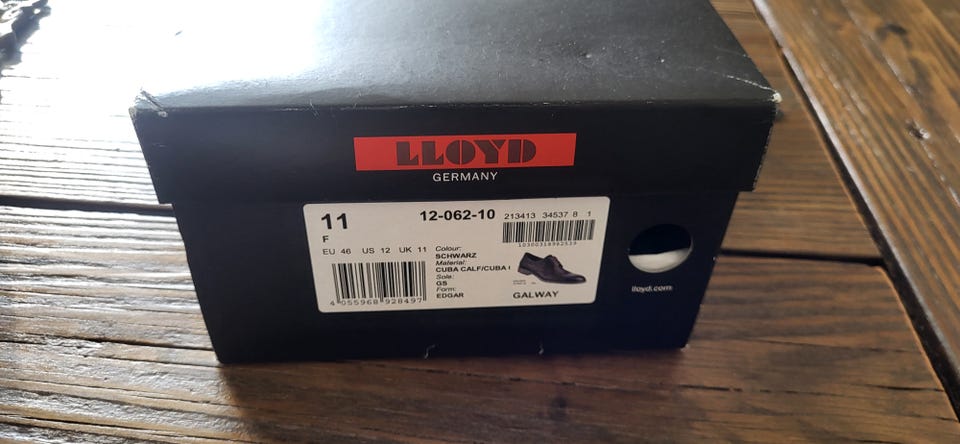 LLOYD
GERMANY
11
12-062-10 213413 34537 8 1
F
EU 46 US 12 UK 11
10300318982539
Colour:
SCHWARZ
Material:
CUBA CALF/CUBA
Sole:
GS
Form:
EDGAR
4 055968 928497
GALWAY
lloyd.com